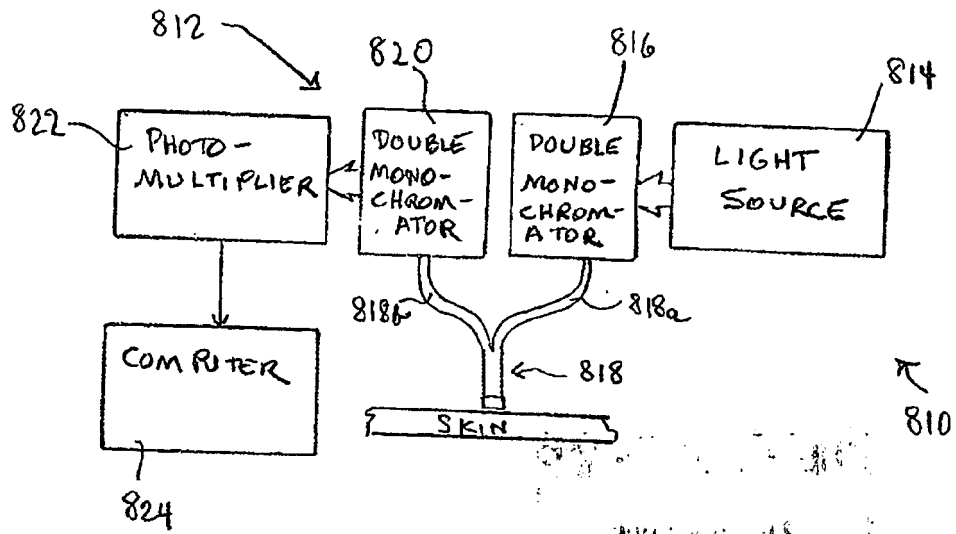 812
820
816
814
822
PHOTO-
MULTIPLIER
DOUBLE
MONO-
CHROM-
ATOR
DOUBLE
MONO-
CHROM-
ATOR
LIGHT
SOURCE
818b
818a
COMPUTER
818
SKIN
810
824